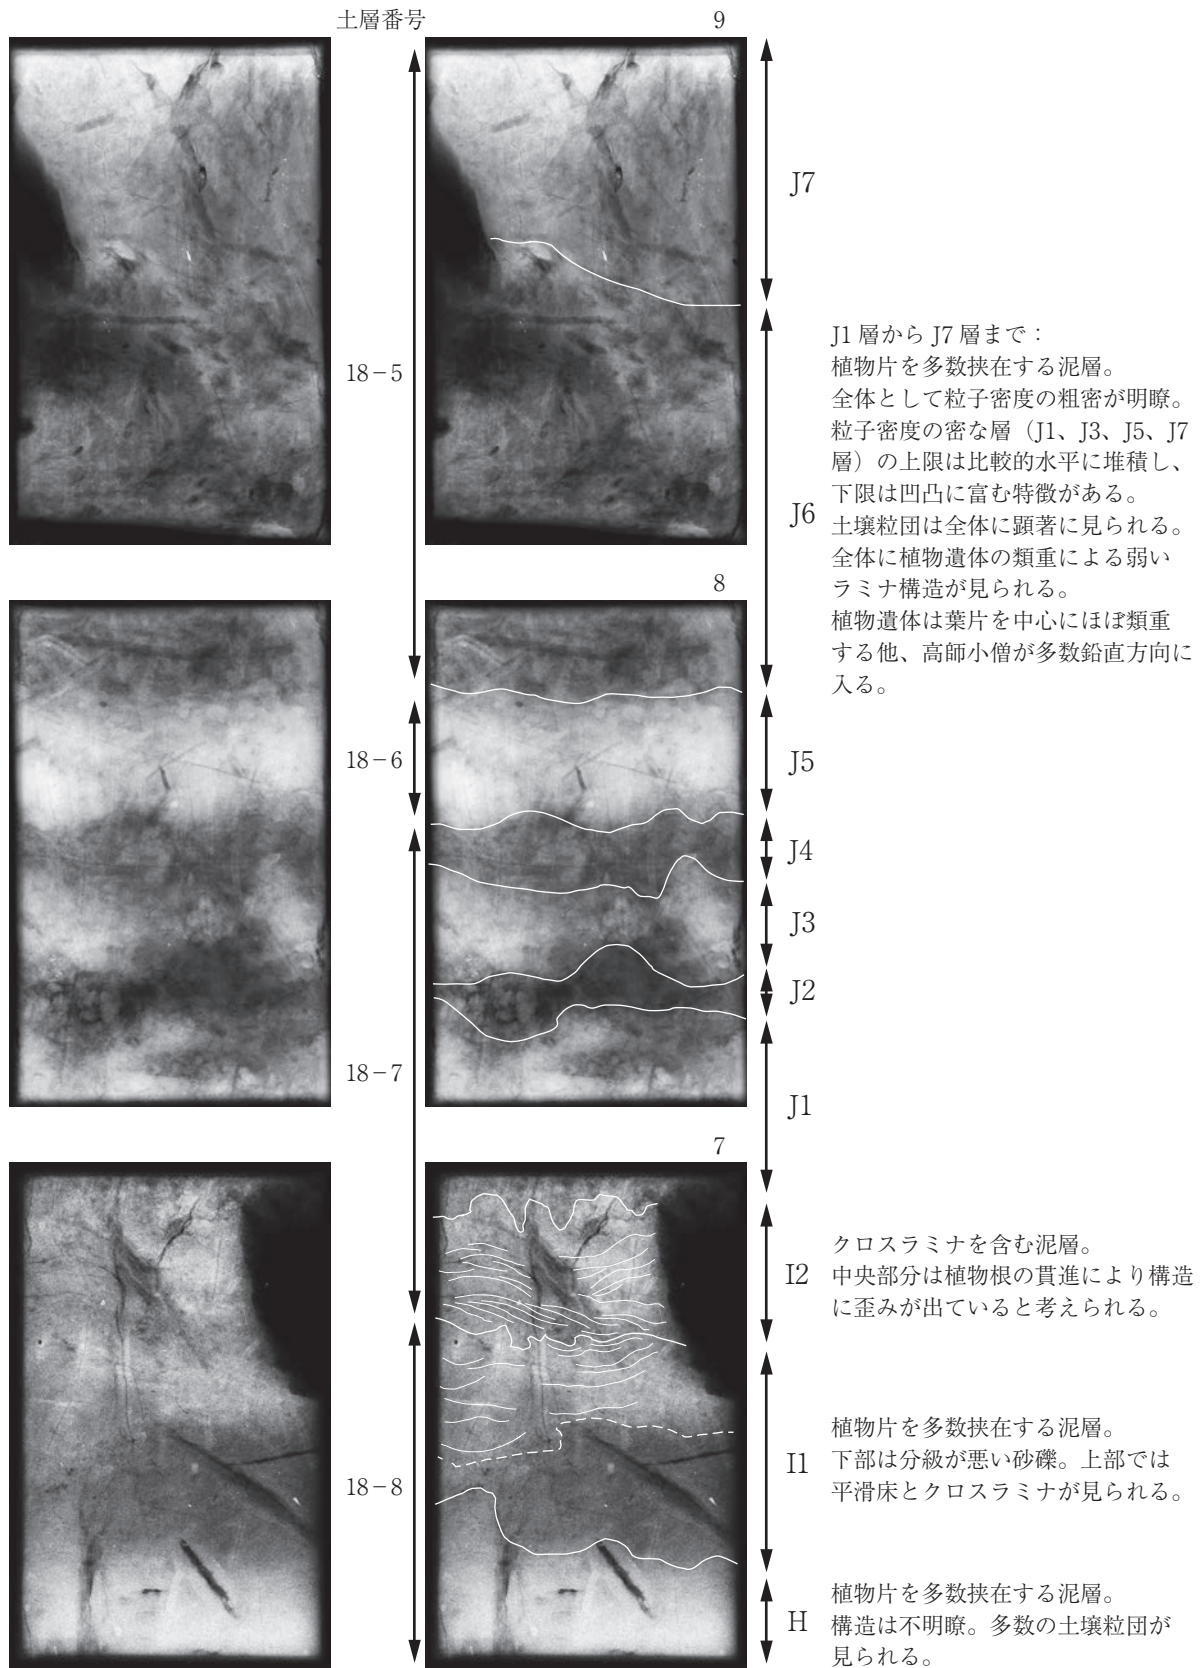 土層番号
9
J7
18-5
J1層からJ7層まで：
植物片を多数挟在する泥層。
全体として粒子密度の粗密が明瞭。
粒子密度の密な層（J1、J3、J5、J7
層）の上限は比較的水平に堆積し、
下限は凹凸に富む特徴がある。
土壌粒団は全体に顕著に見られる。
全体に植物遺体の類重による弱い
ラミナ構造が見られる。
植物遺体は葉片を中心にほぼ類重
する他、高師小僧が多数鉛直方向に
入る。
J6
8
18-6
J5
J4
J3
J2
18-7
J1
7
I2
クロスラミナを含む泥層。
中央部分は植物根の貫進により構造
に歪みが出ていると考えられる。
18-8
I1
植物片を多数挟在する泥層。
下部は分級が悪い砂礫。上部では
平滑床とクロスラミナが見られる。
H
植物片を多数挟在する泥層。
構造は不明瞭。多数の土壌粒団が
見られる。